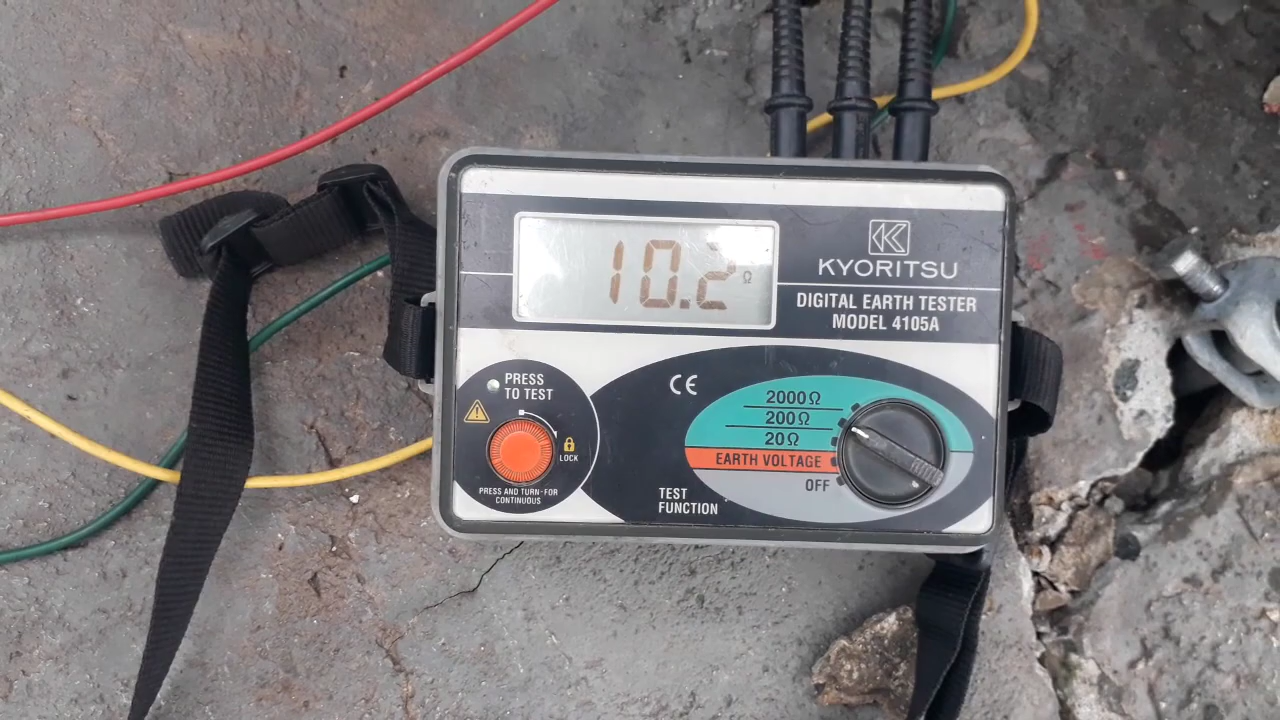 10.2 Ω
KYORITSU
DIGITAL EARTH TESTER
MODEL 4105A
PRESS
TO TEST
LOCK
PRESS AND TURN-FOR
CONTINUOUS
CE
2000Ω
200Ω
20Ω
EARTH VOLTAGE
OFF
TEST
FUNCTION